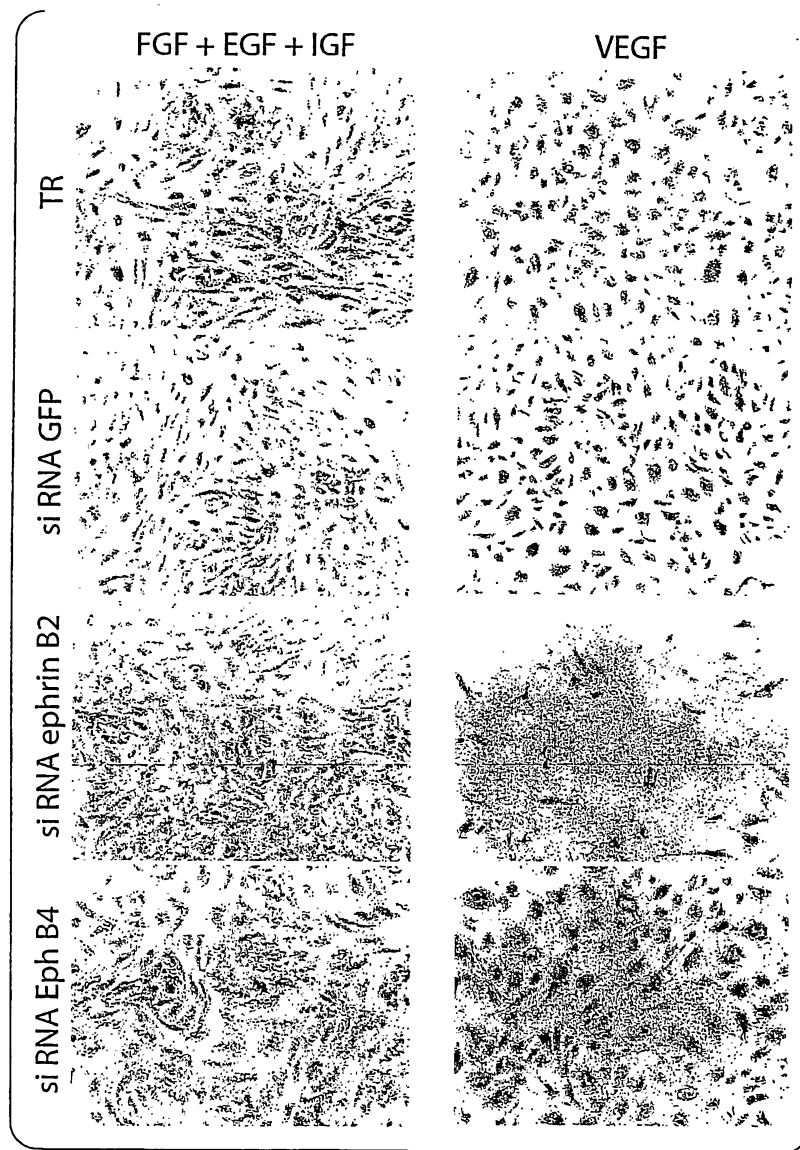 FGF + EGF + IGF
VEGF
TR
si RNA GFP
si RNA ephrin B2
si RNA Eph B4